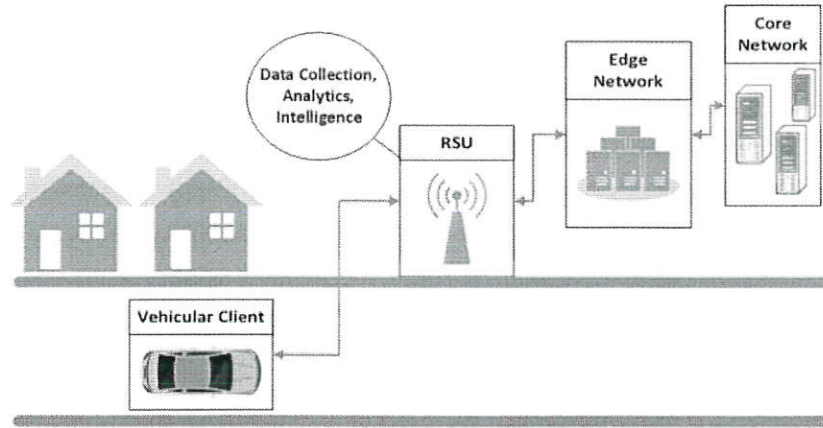 Core
Network
Edge
Network
Data Collection,
Analytics,
Intelligence
RSU
Vehicular Client